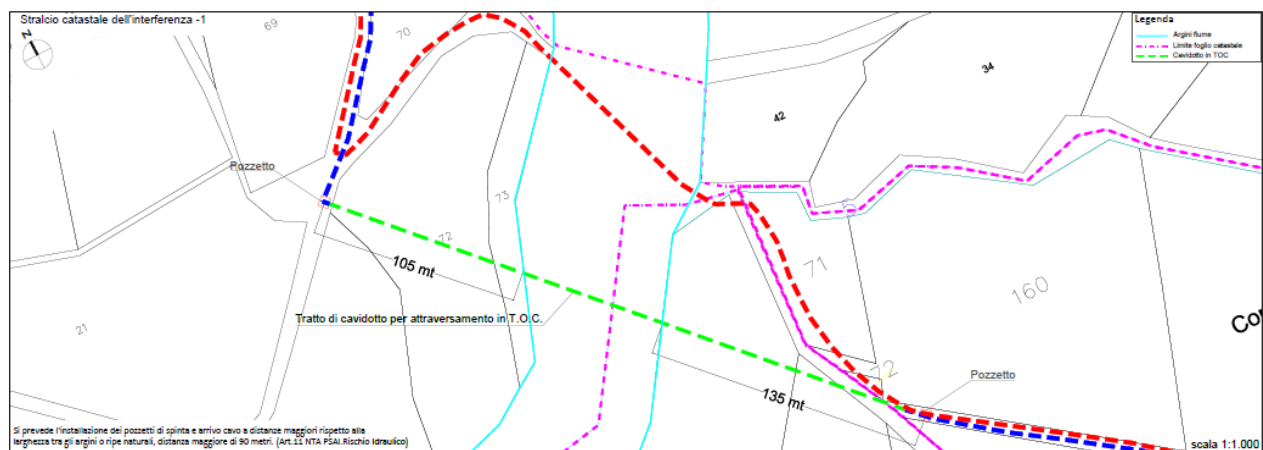 Stralcio catastale dell'interferenza -1
Legenda
Argini fiume
Limite foglio catastale
Cavidotto in TOC
N
69
70
34
42
Pozzetto
73
72
71
160
105 mt
21
Tratto di cavidotto per attraversamento in T.O.C.
72
Pozzetto
135 mt
Si prevede l'installazione dei pozzetti di spinta e arrivo cavo a distanze maggiori rispetto alla
larghezza tra gli argini o ripe naturali, distanza maggiore di 90 metri. (Art.11 NTA PSAI.Rischio Idraulico)
scala 1:1.000